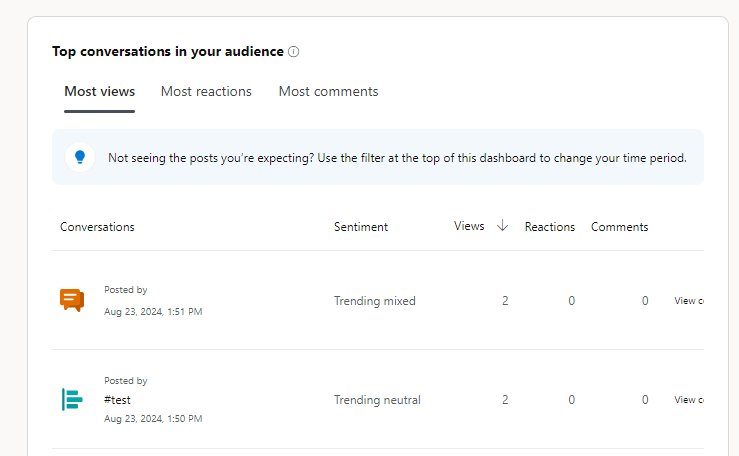 Top conversations in your audience
Most views Most reactions Most comments
Not seeing the posts you're expecting? Use the filter at the top of this dashboard to change your time period.
Conversations Sentiment Views Reactions Comments
Posted by
Aug 23, 2024, 1:51 PM
Trending mixed 2 0 0 View c
Posted by
#test
Aug 23, 2024, 1:50 PM
Trending neutral 2 0 0 View c